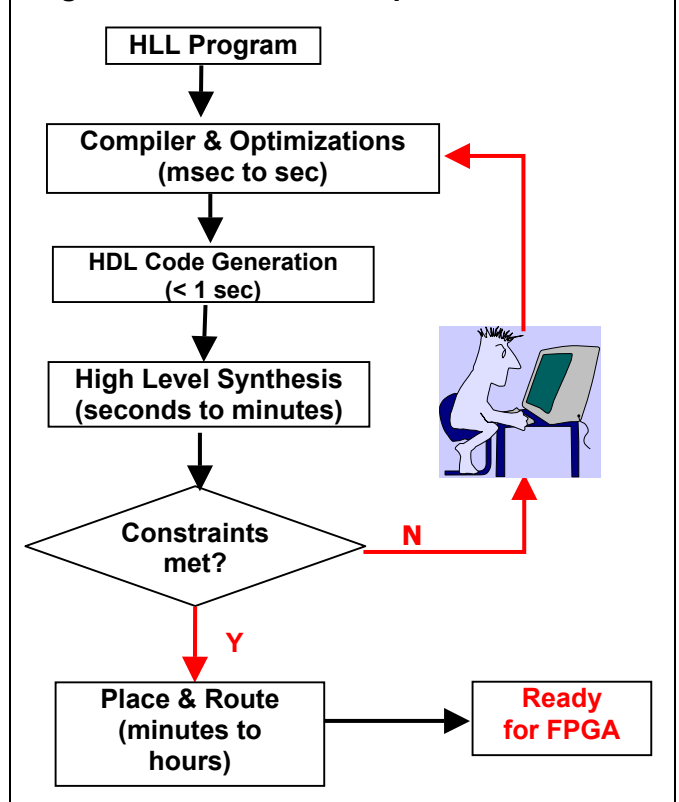 HLL Program
Compiler & Optimizations
(msec to sec)
HDL Code Generation
(< 1 sec)
High Level Synthesis
(seconds to minutes)
Constraints
met?
N
Y
Place & Route
(minutes to
hours)
Ready
for FPGA